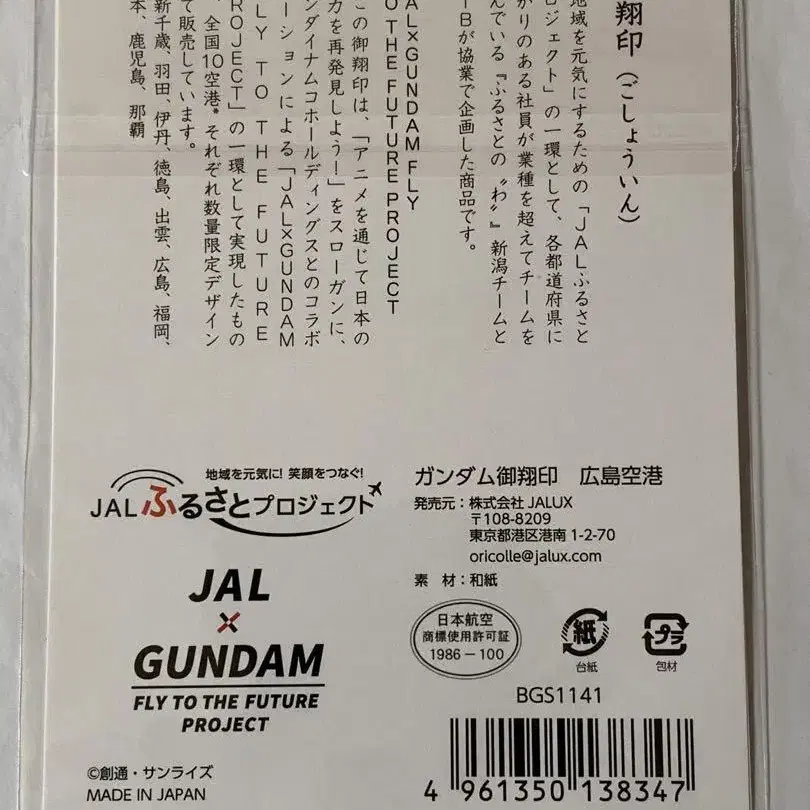 翔印（ごしょういん）
地域を元気にするための「JALふるさと
ロジェクト」の一環として、各都道府県に
がりのある社員が業種を超えてチームを
んでいる『ふるさとの〝わ〟』新潟チームと
Bが協業で企画した商品です。
AL×GUNDAM FLY
O THE FUTURE PROJECT
この御翔印は、「アニメを通じて日本の
力を再発見しよう！」をスローガンに、
ンダイナムコホールディングスとのコラボ
ーションによる「JAL×GUNDAM
LY TO THE FUTURE
ROJECT」の一環として実現したもの
、全国10空港※それぞれ数量限定デザイン
て販売しています。
新千歳、羽田、伊丹、徳島、出雲、広島、福岡、
本、鹿児島、那覇
地域を元気に! 笑顔をつなぐ!
JALふるさとプロジェクト
JAL
×
GUNDAM
FLY TO THE FUTURE
PROJECT
©創通・サンライズ
MADE IN JAPAN
ガンダム御翔印　広島空港
発売元：株式会社 JALUX
〒108-8209
東京都港区港南 1-2-70
oricolle@jalux.com
素　材：和紙
日本航空
商標使用許可証
1986－100
紙
台紙
プラ
包材
BGS1141
4 961350 138347